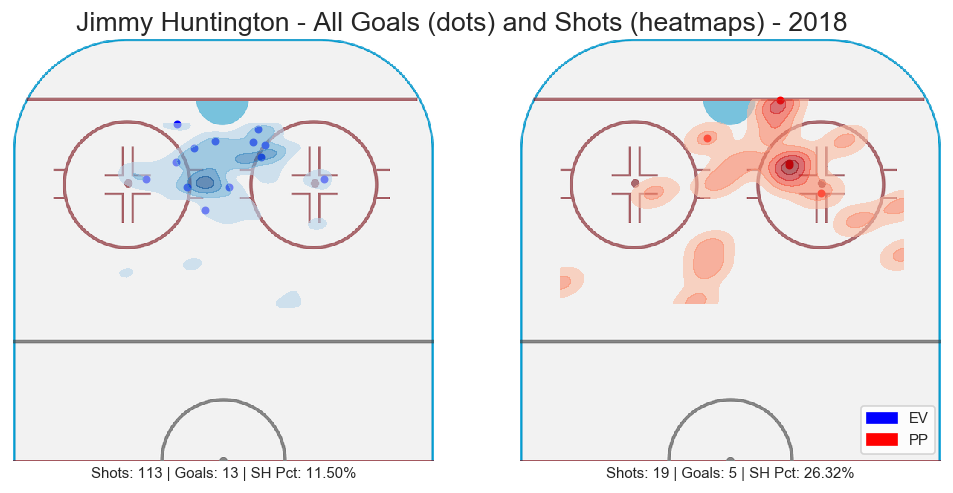 Jimmy Huntington - All Goals (dots) and Shots (heatmaps) - 2018
EV
PP
Shots: 113 | Goals: 13 | SH Pct: 11.50%
Shots: 19 | Goals: 5 | SH Pct: 26.32%